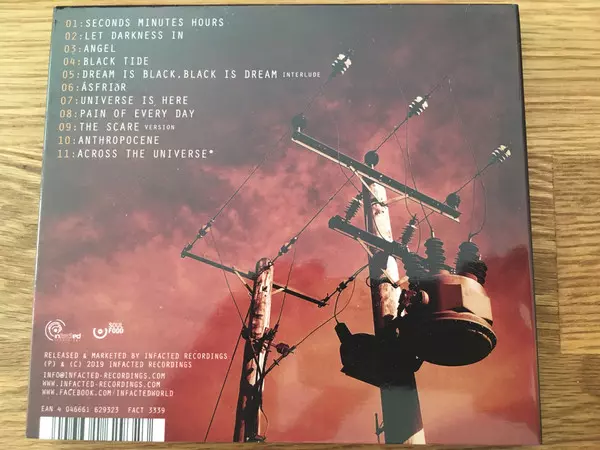 01:SECONDS MINUTES HOURS
02:LET DARKNESS IN
03:ANGEL
04:BLACK TIDE
05:DREAM IS BLACK.BLACK IS DREAM INTERLUDE
06:ÁSFRIÐR
07:UNIVERSE IS HERE
08:PAIN OF EVERY DAY
09:THE SCARE VERSION
10:ANTHROPOCENE
11:ACROSS THE UNIVERSE*
infacted
SOUL FOOD
RELEASED & MARKETED BY INFACTED RECORDINGS
(P) & (C) 2019 INFACTED RECORDINGS
INFO@INFACTED-RECORDINGS.COM
WWW.INFACTED-RECORDINGS.COM
WWW.FACEBOOK.COM/INFACTEDWORLD
EAN 4 046661 629323 FACT 3339